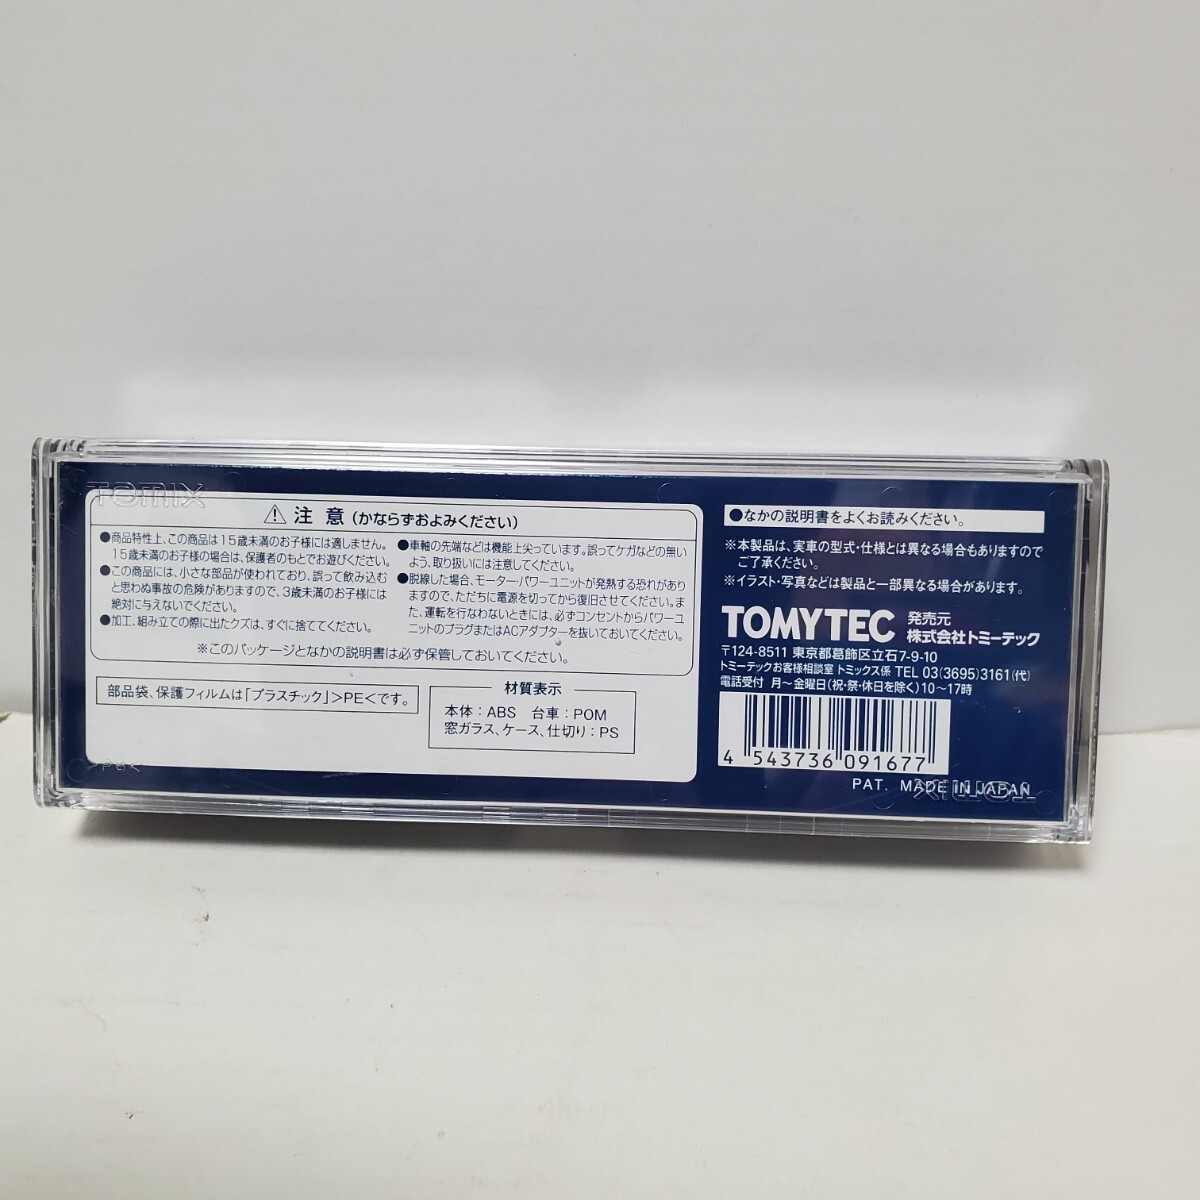 TOMIX
⚠ 注意 (かならずおよみください)
●商品特性上、この商品は15歳未満のお子様には適しません。
15歳未満のお子様の場合は、保護者のもとでお遊びください。
●この商品には、小さな部品が使われており、誤って飲み込む
と思わぬ事故の危険がありますので、3歳未満のお子様には
絶対に与えないでください。
●加工、組み立ての際に出たクズは、すぐに捨ててください。
●車軸の先端などは機能上尖っています。誤ってケガなどの無い
よう、取り扱いには注意してください。
●脱線した場合、モーター・パワーユニットが発熱する恐れがあり
ますので、ただちに電源を切ってから復旧させてください。ま
た、運転を行なわないときには、必ずコンセントからパワーユ
ニットのプラグまたはACアダプターを抜いておいてください。
※このパッケージとなかの説明書は必ず保管しておいてください。
部品袋、保護フィルムは「プラスチック」>PE<です。
材質表示
本体:ABS 台車:POM
窓ガラス、ケース、仕切り:PS
>PS<
●なかの説明書をよくお読みください。
※本製品は、実車の型式・仕様とは異なる場合もありますので
ご了承ください。
※イラスト・写真などは製品と一部異なる場合があります。
TOMYTEC 発売元
株式会社トミーテック
〒124-8511 東京都葛飾区立石7-9-10
トミーテックお客様相談室 トミックス係 TEL 03(3695)3161(代)
電話受付 月〜金曜日(祝・祭・休日を除く)10〜17時
4 543736 091677
PAT. MADE IN JAPAN
TOMIX